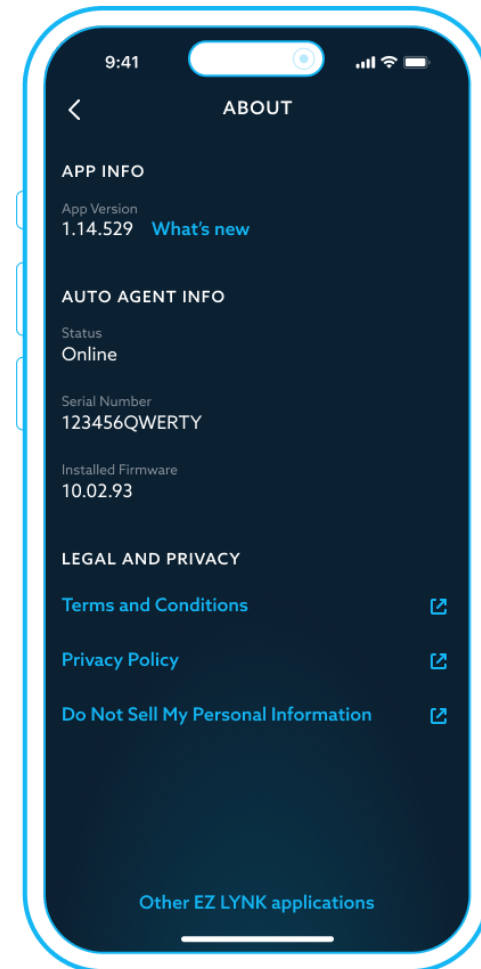 9:41
ABOUT
APP INFO
App Version
1.14.529 What's new
AUTO AGENT INFO
Status
Online
Serial Number
123456QWERTY
Installed Firmware
10.02.93
LEGAL AND PRIVACY
Terms and Conditions
Privacy Policy
Do Not Sell My Personal Information
Other EZ LYNK applications